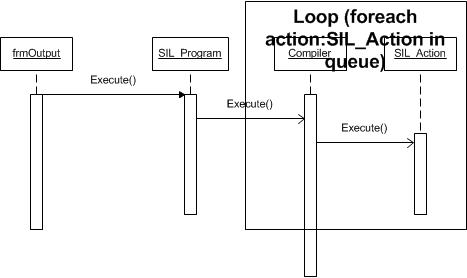 Loop (foreach
action:SIL_Action in
queue)
frmOutput
SIL_Program
Compiler
SIL_Action
Execute()
Execute()
Execute()